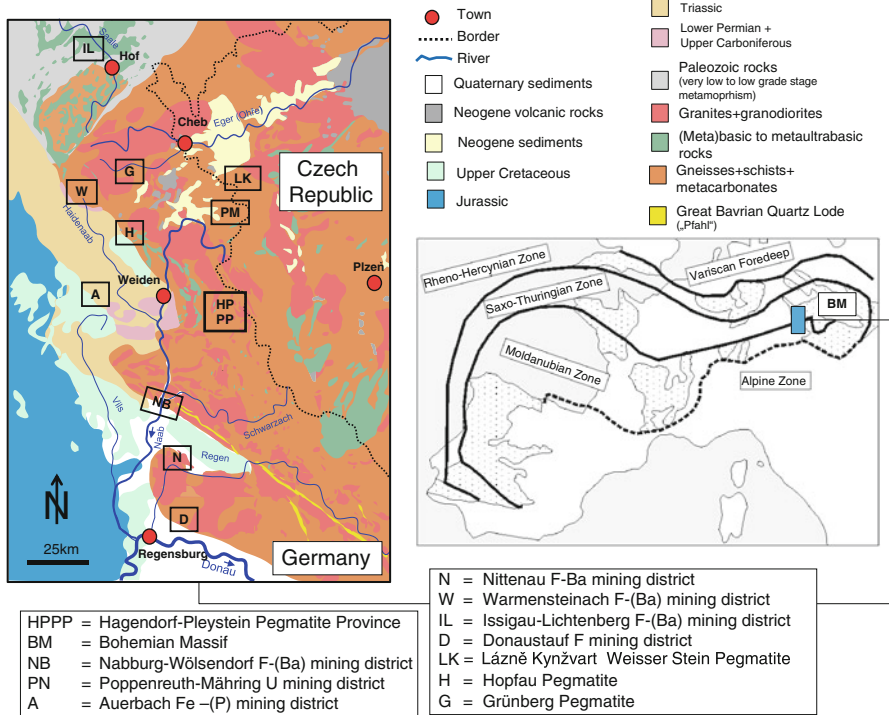 IL
Saale
Hof
Cheb
Eger (Ohře)
Czech
Republic
G
LK
W
PM
Haidenaab
H
Plzen
Weiden
A
HP
PP
NB
Vils
Naab
Schwarzach
Regen
N
N
D
25km
Regensburg
Donau
Germany
Town
Border
River
Quaternary sediments
Neogene volcanic rocks
Neogene sediments
Upper Cretaceous
Jurassic
Triassic
Lower Permian +
Upper Carboniferous
Paleozoic rocks
(very low to low grade stage
metamoprhism)
Granites+granodiorites
(Meta)basic to metaultrabasic
rocks
Gneisses+schists+
metacarbonates
Great Bavrian Quartz Lode
(„Pfahl“)
Rheno-Hercynian Zone
Variscan Foredeep
Saxo-Thuringian Zone
BM
Moldanubian Zone
Alpine Zone
HPPP = Hagendorf-Pleystein Pegmatite Province
BM = Bohemian Massif
NB = Nabburg-Wölsendorf F-(Ba) mining district
PN = Poppenreuth-Mähring U mining district
A = Auerbach Fe –(P) mining district
N = Nittenau F-Ba mining district
W = Warmensteinach F-(Ba) mining district
IL = Issigau-Lichtenberg F-(Ba) mining district
D = Donaustauf F mining district
LK = Lázně Kynžvart Weisser Stein Pegmatite
H = Hopfau Pegmatite
G = Grünberg Pegmatite